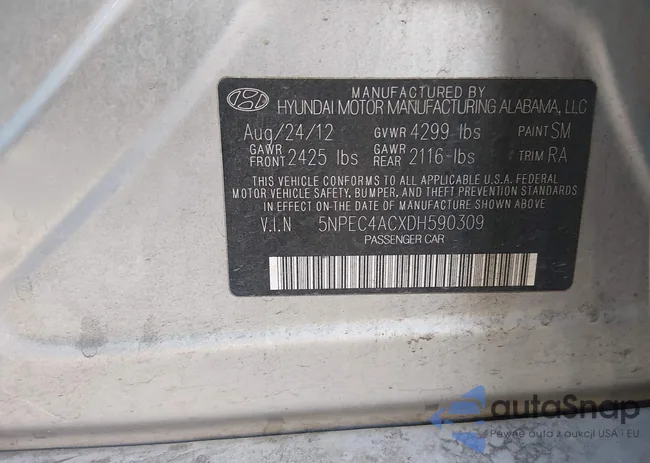 MANUFACTURED BY
HYUNDAI MOTOR MANUFACTURING ALABAMA, LLC
Aug/24/12 GVWR 4299 lbs PAINT SM
GAWR FRONT 2425 lbs GAWR REAR 2116 lbs TRIM RA
THIS VEHICLE CONFORMS TO ALL APPLICABLE U.S.A. FEDERAL
MOTOR VEHICLE SAFETY, BUMPER, AND THEFT PREVENTION STANDARDS
IN EFFECT ON THE DATE OF MANUFACTURE SHOWN ABOVE
V.I.N 5NPEC4ACXDH590309
PASSENGER CAR
autoSnap
Pewne auta z aukcji USA i EU